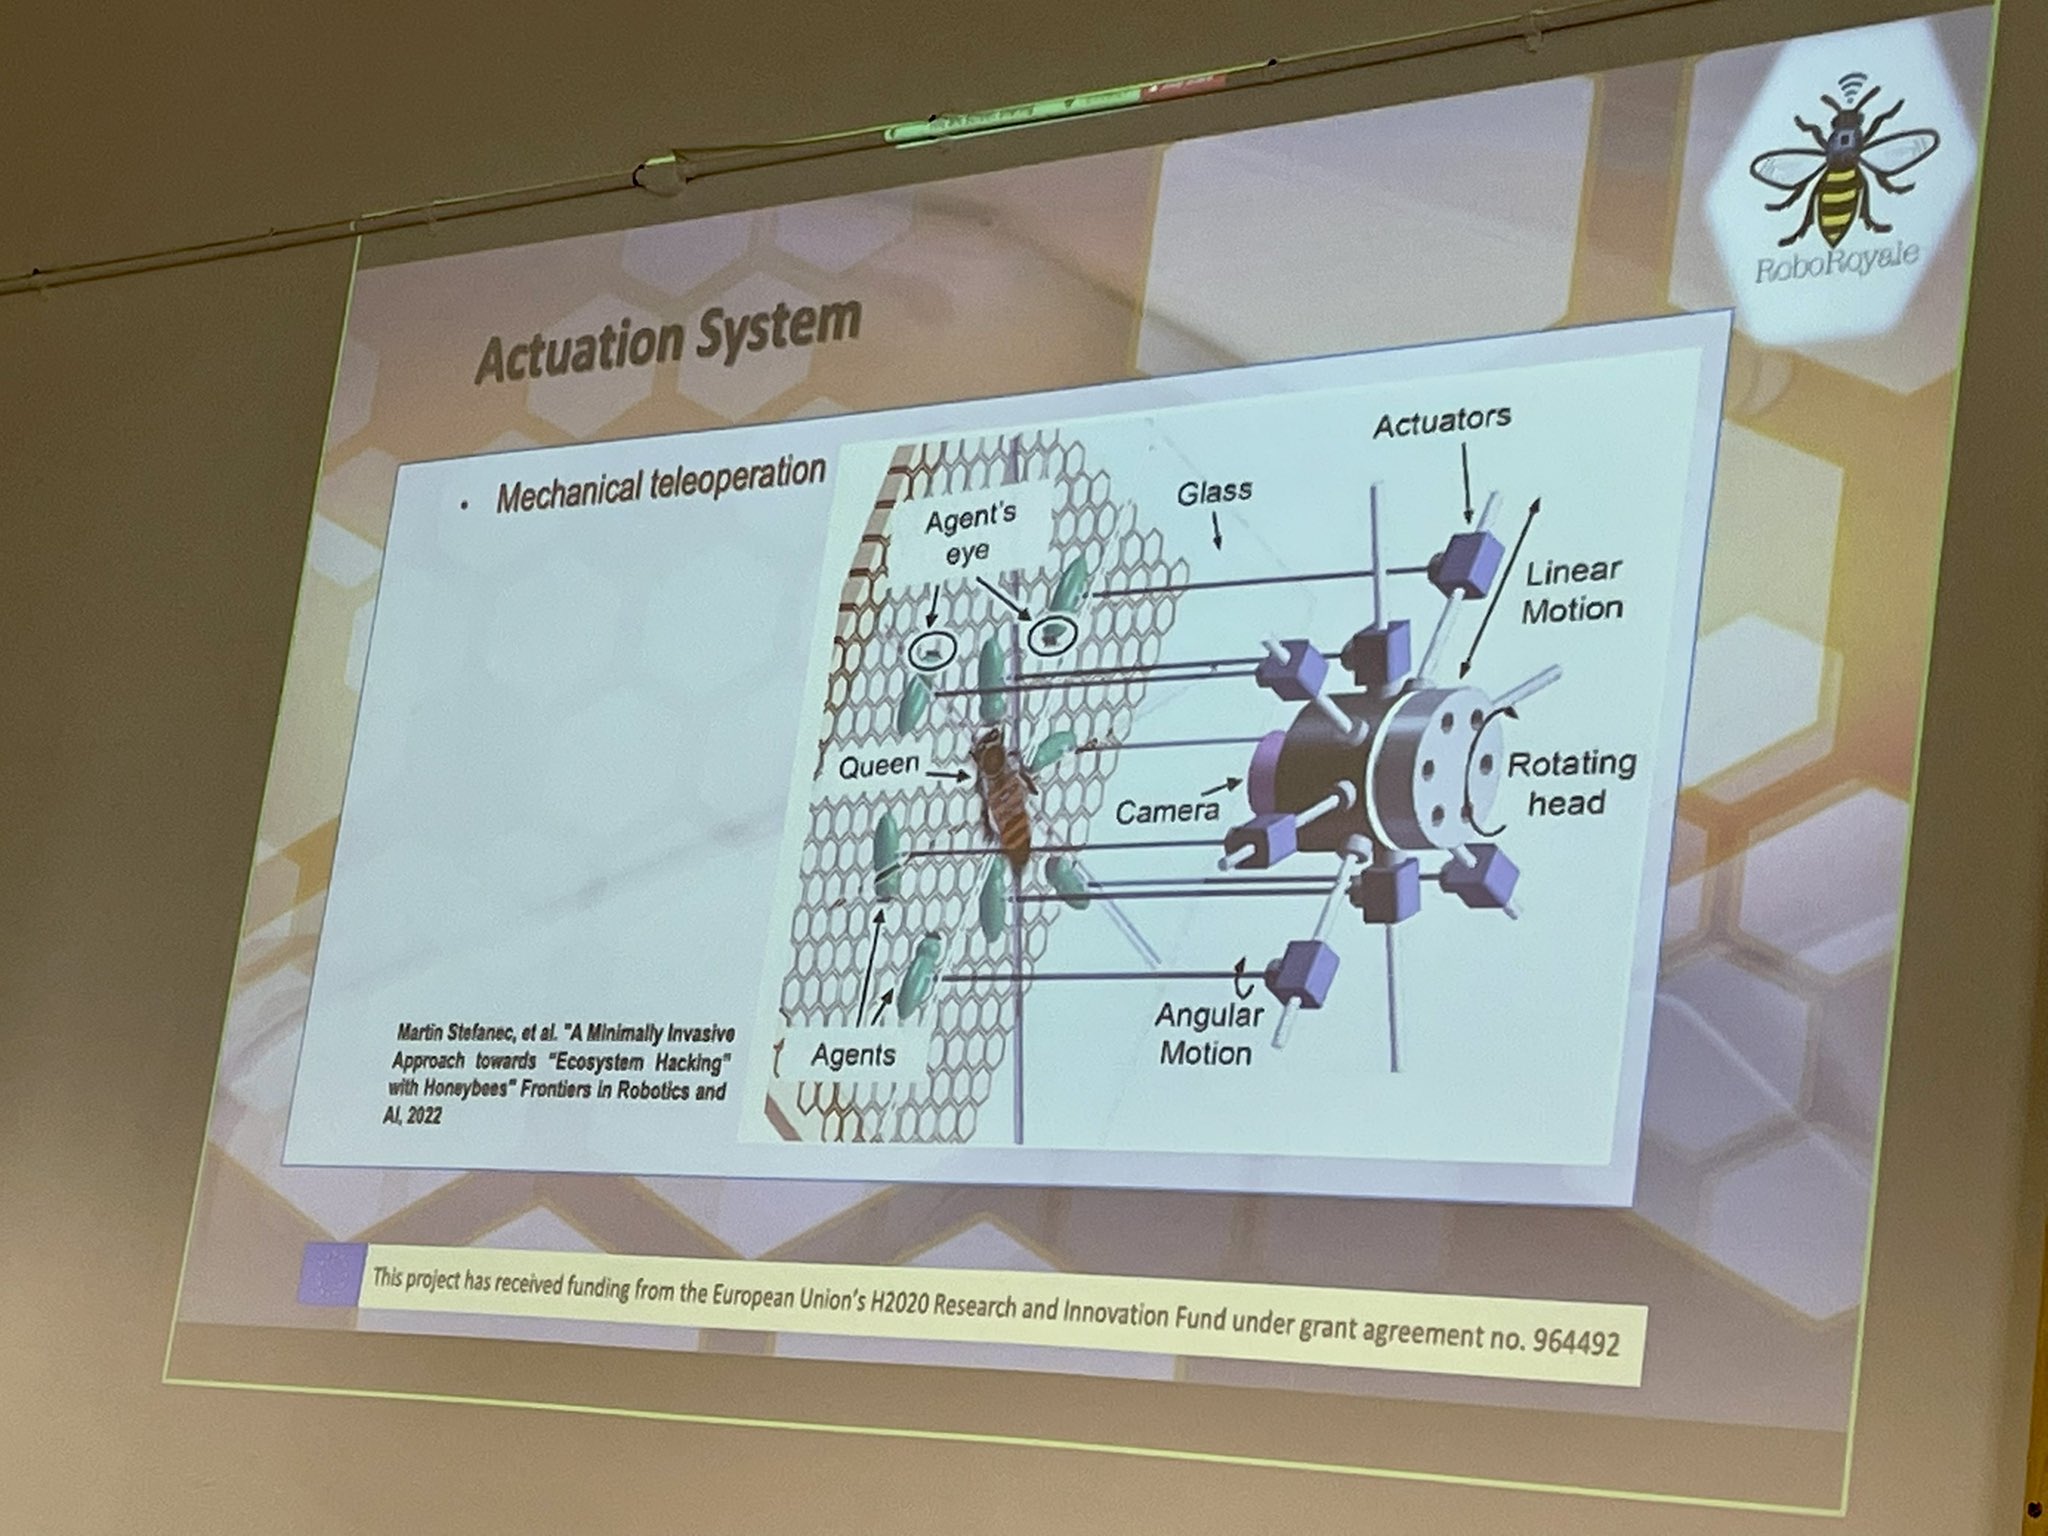 RoboRoyale
Actuation System
• Mechanical teleoperation
Actuators
Glass
Agent's
eye
Linear
Motion
Queen
Camera
Rotating
head
Angular
Motion
Agents
Martin Stefanec, et al. "A Minimally Invasive
Approach towards "Ecosystem Hacking"
with Honeybees" Frontiers in Robotics and
AI, 2022
This project has received funding from the European Union's H2020 Research and Innovation Fund under grant agreement no. 964492